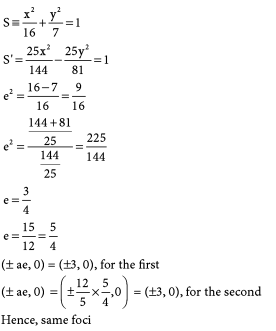 S ≡ x²/16 + y²/7 = 1
S' = 25x²/144 − 25y²/81 = 1
e² = (16−7)/16 = 9/16
e² = ((144+81)/25)/(144/25) = 225/144
e = 3/4
e = 15/12 = 5/4
(± ae, 0) = (±3, 0), for the first
(± ae, 0) = (±12/5 × 5/4, 0) = (±3, 0), for the second
Hence, same foci